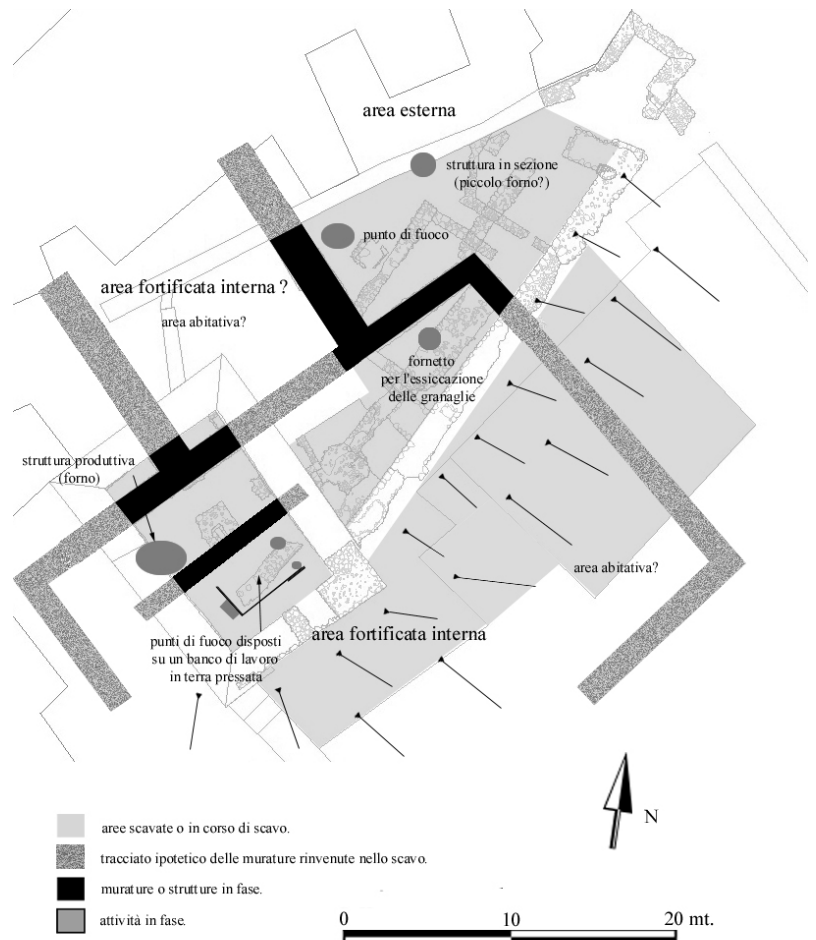 area esterna
struttura in sezione
(piccolo forno?)
punto di fuoco
area fortificata interna ?
area abitativa?
fornetto
per l'essiccazione
delle granaglie
struttura produttiva
(forno)
area abitativa?
punti di fuoco disposti
su un banco di lavoro
in terra pressata
area fortificata interna
N
aree scavate o in corso di scavo.
tracciato ipotetico delle murature rinvenute nello scavo.
murature o strutture in fase.
attività in fase.
0 10 20 mt.